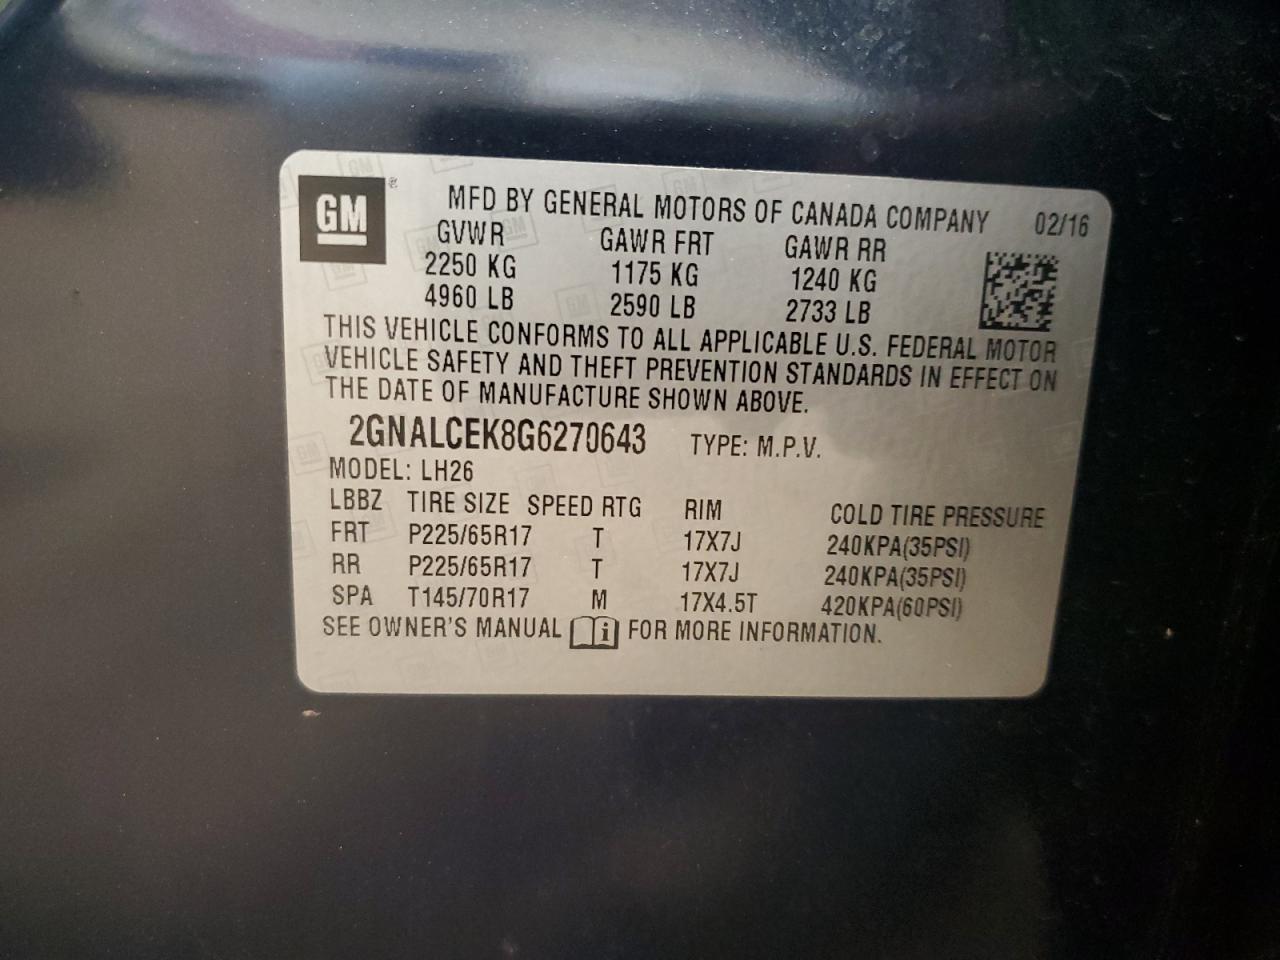 GM ® MFD BY GENERAL MOTORS OF CANADA COMPANY 02/16
GVWR GAWR FRT GAWR RR
2250 KG 1175 KG 1240 KG
4960 LB 2590 LB 2733 LB
THIS VEHICLE CONFORMS TO ALL APPLICABLE U.S. FEDERAL MOTOR
VEHICLE SAFETY AND THEFT PREVENTION STANDARDS IN EFFECT ON
THE DATE OF MANUFACTURE SHOWN ABOVE.
2GNALCEK8G6270643 TYPE: M.P.V.
MODEL: LH26
LBBZ TIRE SIZE SPEED RTG RIM COLD TIRE PRESSURE
FRT P225/65R17 T 17X7J 240KPA(35PSI)
RR P225/65R17 T 17X7J 240KPA(35PSI)
SPA T145/70R17 M 17X4.5T 420KPA(60PSI)
SEE OWNER'S MANUAL i FOR MORE INFORMATION.